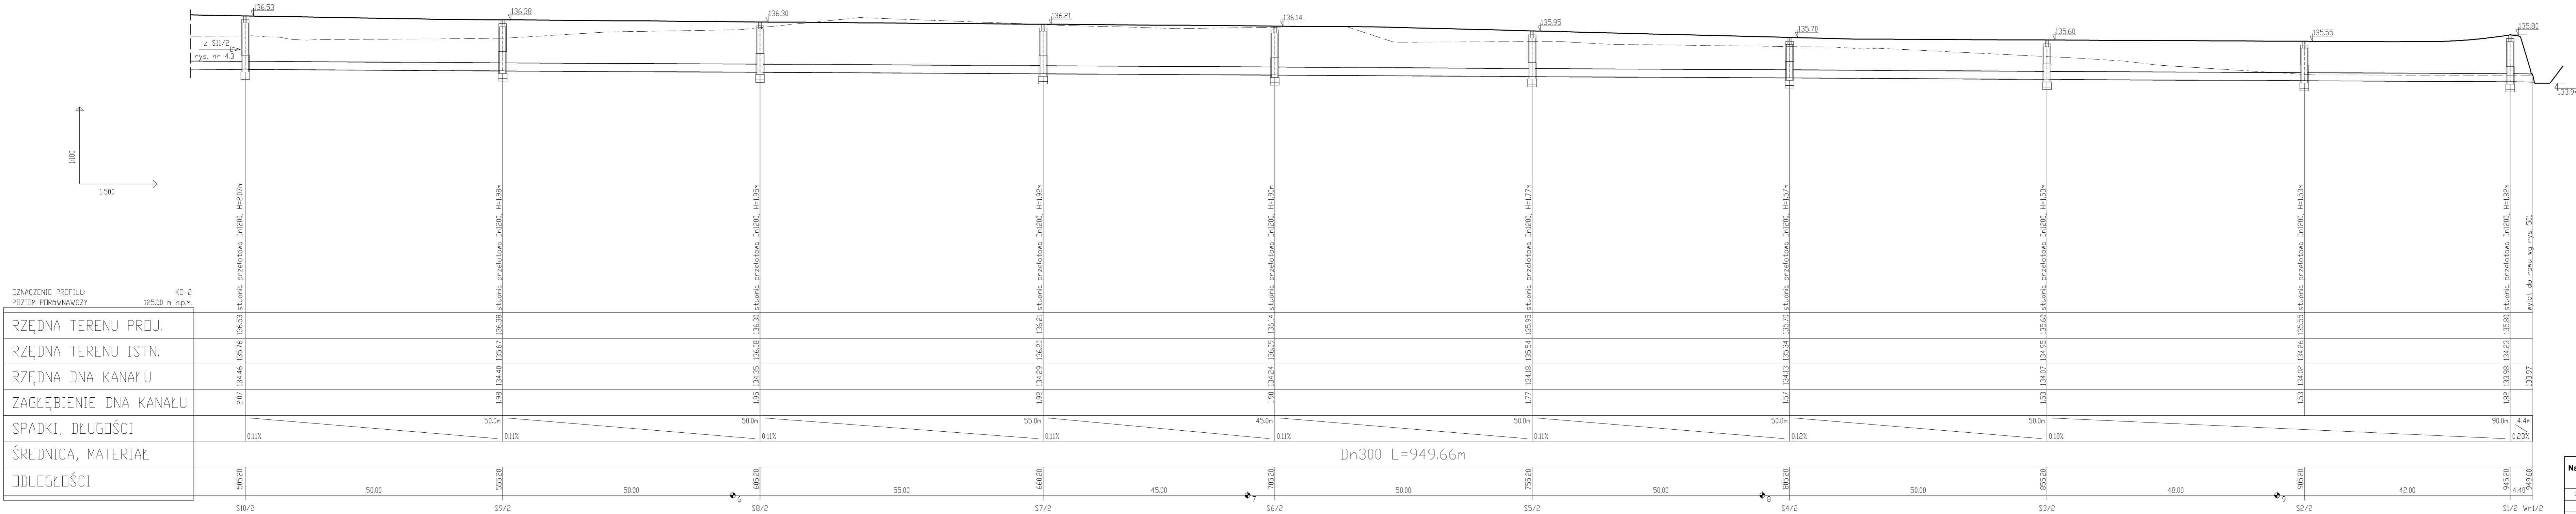 136.53
136.38
136.30
136.21
136.14
135.95
135.70
135.60
135.55
135.80
133.94
z S11/2
rys. nr 4.3
1:100
1:500
studnia przelotowa Dn1200, H=2.07m
studnia przelotowa Dn1200, H=1.98m
studnia przelotowa Dn1200, H=1.95m
studnia przelotowa Dn1200, H=1.92m
studnia przelotowa Dn1200, H=1.90m
studnia przelotowa Dn1200, H=1.77m
studnia przelotowa Dn1200, H=1.57m
studnia przelotowa Dn1200, H=1.53m
studnia przelotowa Dn1200, H=1.53m
studnia przelotowa Dn1200, H=1.82m
wylot do rowu wg rys. 501
OZNACZENIE PROFILU: KD-2
POZIOM PORÓWNAWCZY 125.00 m n.p.m.
RZĘDNA TERENU PROJ. 136.53 136.38 136.30 136.21 136.14 135.95 135.70 135.60 135.55 135.80
RZĘDNA TERENU ISTN. 135.76 135.67 136.08 136.20 136.09 135.54 135.34 134.95 134.26 134.23
RZĘDNA DNA KANAŁU 134.46 134.40 134.35 134.29 134.24 134.18 134.13 134.07 134.02 133.98 133.97
ZAGŁĘBIENIE DNA KANAŁU 2.07 1.98 1.95 1.92 1.90 1.77 1.57 1.53 1.53 1.82
SPADKI, DŁUGOŚCI 50.0m 50.0m 55.0m 45.0m 50.0m 50.0m 50.0m 90.0m 4.4m
0.11% 0.11% 0.11% 0.11% 0.11% 0.11% 0.12% 0.10% 0.23%
ŚREDNICA, MATERIAŁ Dn300 L=949.66m
ODLEGŁOŚCI 505.20 555.20 605.20 660.20 705.20 755.20 805.20 855.20 905.20 945.20 949.60
50.00 50.00 6 55.00 45.00 7 50.00 50.00 8 50.00 48.00 9 42.00 4.40
S10/2 S9/2 S8/2 S7/2 S6/2 S5/2 S4/2 S3/2 S2/2 S1/2 Wr1/2